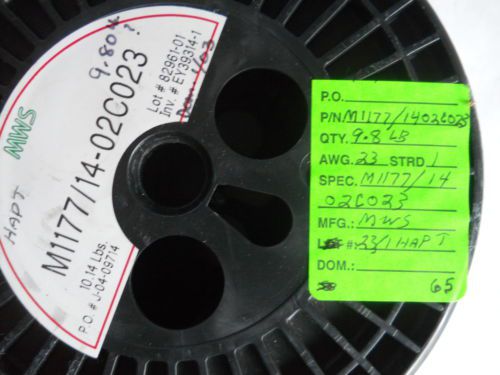 MWS
HAPT
9.80#
?
M1177/14-02C023
Lot # 82961-01
Inv. # EY39314-1
10.14 Lbs.
P.O. # J-04-09714
P.O.
P/N M1177/1402C023
QTY. 9.8 LB
AWG. 23 STRD. 1
SPEC. M1177/14
02C023
MFG.: MWS
#: 23/1 HAPT
DOM.:
65